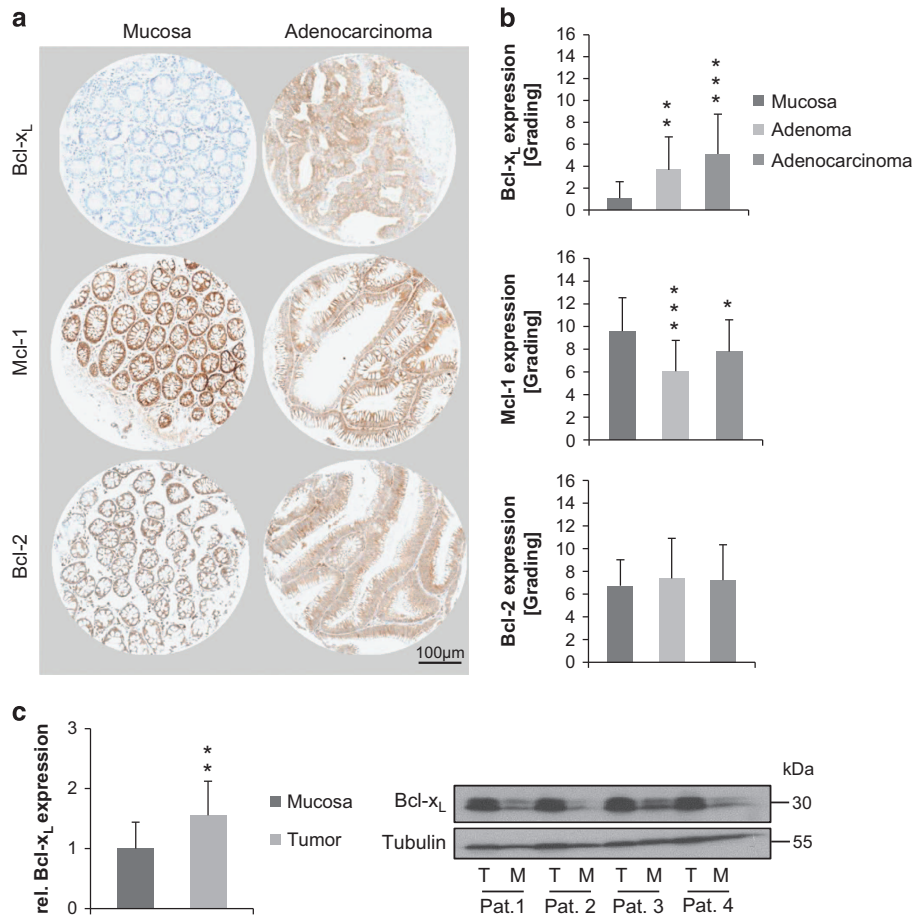 a
Mucosa Adenocarcinoma
Bcl-xL
Mcl-1
Bcl-2
100µm
b
Bcl-xL expression
[Grading]
16
14
12
10
8
6
4
2
0
* *
* * *
Mucosa
Adenoma
Adenocarcinoma
Mcl-1 expression
[Grading]
16
14
12
10
8
6
4
2
0
* * *
*
Bcl-2 expression
[Grading]
16
14
12
10
8
6
4
2
0
c
rel. Bcl-xL expression
3
2
1
0
* *
Mucosa
Tumor
kDa
Bcl-xL 30
Tubulin 55
T M T M T M T M
Pat.1 Pat. 2 Pat. 3 Pat. 4